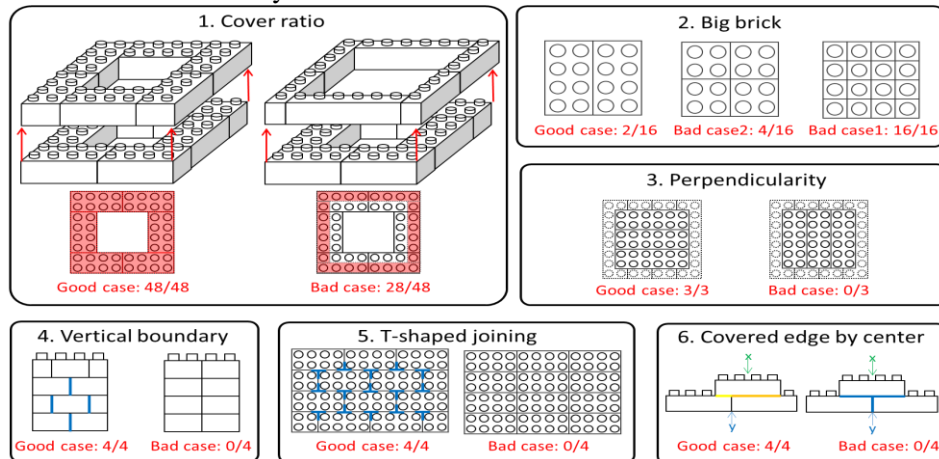 1. Cover ratio
Good case: 48/48
Bad case: 28/48
2. Big brick
Good case: 2/16
Bad case2: 4/16
Bad case1: 16/16
3. Perpendicularity
Good case: 3/3
Bad case: 0/3
4. Vertical boundary
Good case: 4/4
Bad case: 0/4
5. T-shaped joining
Good case: 4/4
Bad case: 0/4
6. Covered edge by center
x
x
y
y
Good case: 4/4
Bad case: 0/4